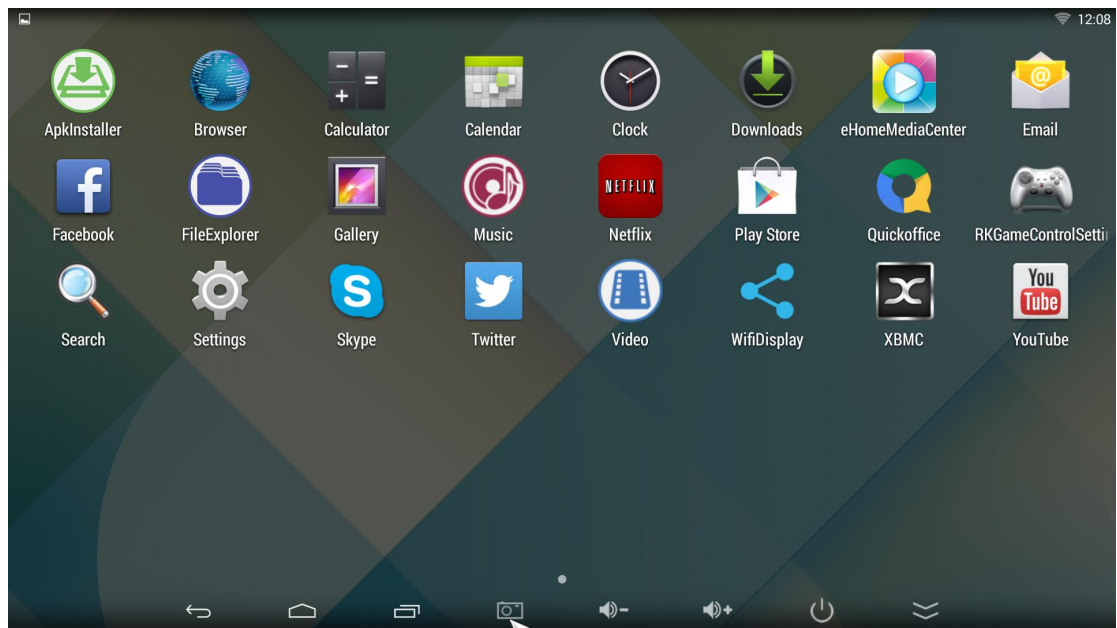 12:08
ApkInstaller Browser Calculator Calendar Clock Downloads eHomeMediaCenter Email
NETFLIX
Facebook FileExplorer Gallery Music Netflix Play Store Quickoffice RKGameControlSettin
You
Tube
Search Settings Skype Twitter Video WifiDisplay XBMC YouTube